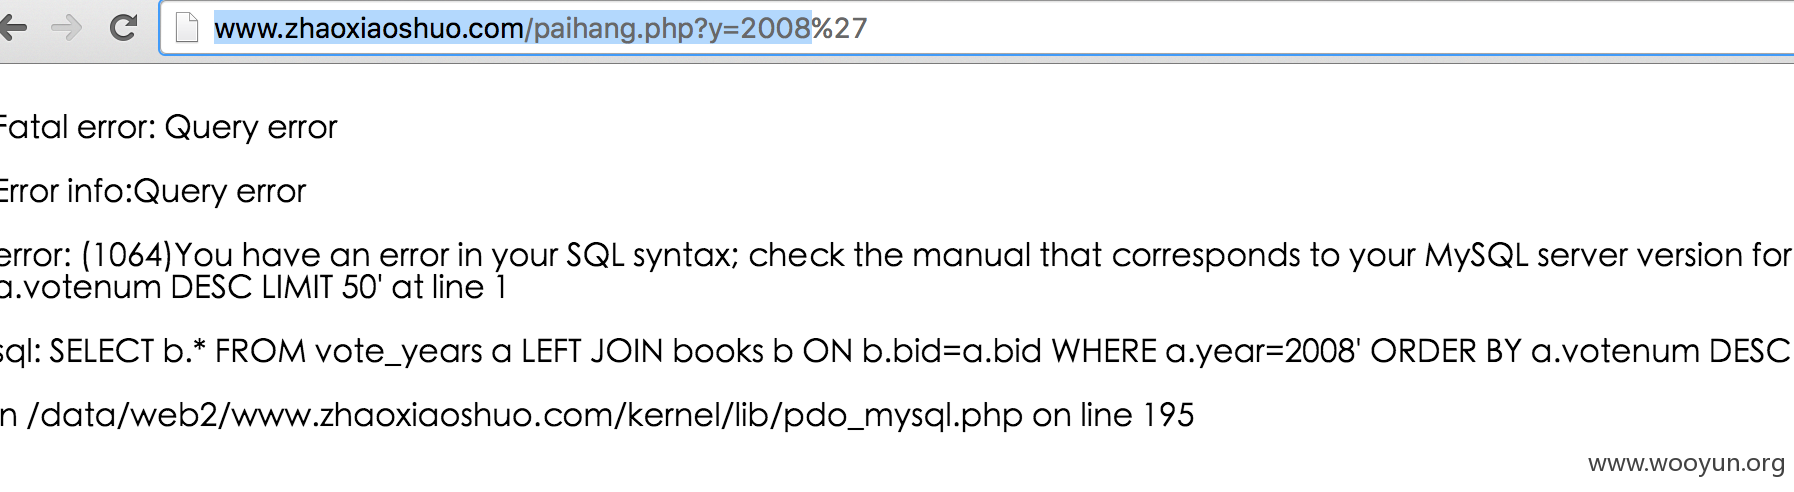 www.zhaoxiaoshuo.com/paihang.php?y=2008%27
Fatal error: Query error
Error info:Query error
error: (1064)You have an error in your SQL syntax; check the manual that corresponds to your MySQL server version for
a.votenum DESC LIMIT 50' at line 1
sql: SELECT b.* FROM vote_years a LEFT JOIN books b ON b.bid=a.bid WHERE a.year=2008' ORDER BY a.votenum DESC
in /data/web2/www.zhaoxiaoshuo.com/kernel/lib/pdo_mysql.php on line 195
www.wooyun.org